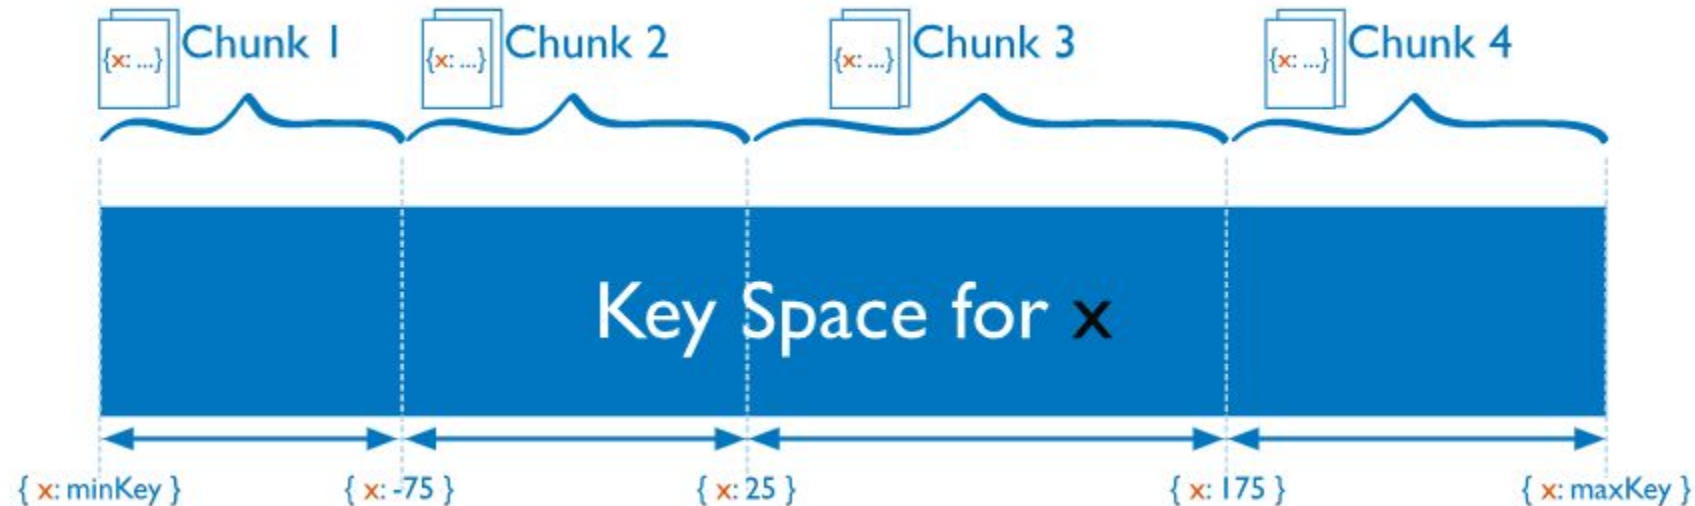 {x: ...} Chunk 1 {x: ...} Chunk 2 {x: ...} Chunk 3 {x: ...} Chunk 4
Key Space for x
{ x: minKey } { x: -75 } { x: 25 } { x: 175 } { x: maxKey }